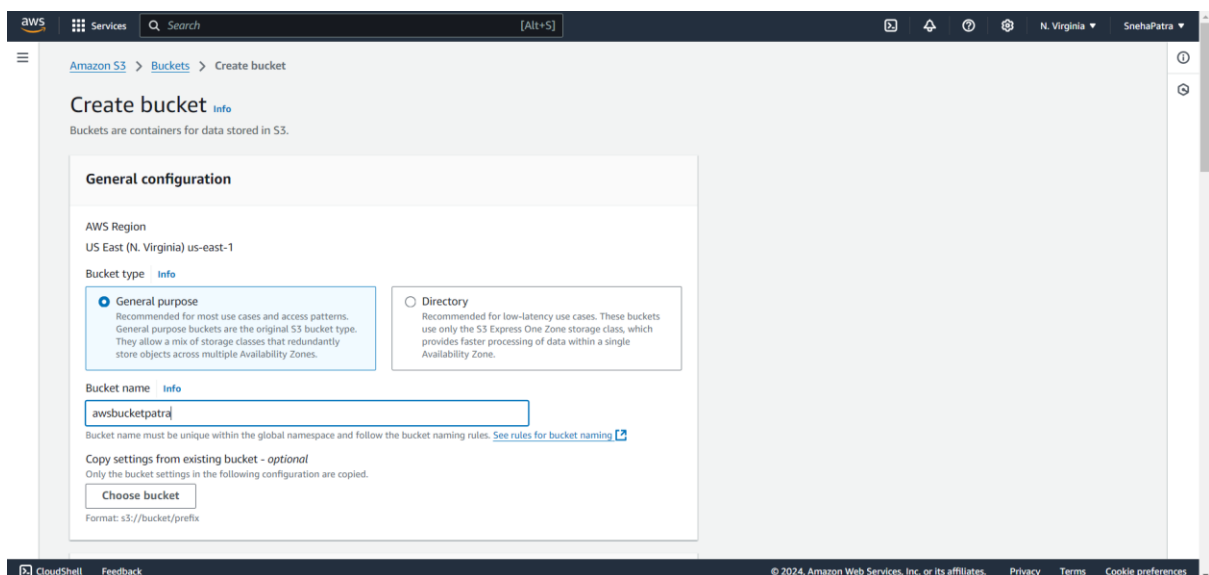 aws
Services
Search
[Alt+S]
N. Virginia
SnehaPatra
Amazon S3 > Buckets > Create bucket
Create bucket Info
Buckets are containers for data stored in S3.
General configuration
AWS Region
US East (N. Virginia) us-east-1
Bucket type Info
General purpose
Recommended for most use cases and access patterns.
General purpose buckets are the original S3 bucket type.
They allow a mix of storage classes that redundantly
store objects across multiple Availability Zones.
Directory
Recommended for low-latency use cases. These buckets
use only the S3 Express One Zone storage class, which
provides faster processing of data within a single
Availability Zone.
Bucket name Info
awsbucketpatra
Bucket name must be unique within the global namespace and follow the bucket naming rules. See rules for bucket naming
Copy settings from existing bucket - optional
Only the bucket settings in the following configuration are copied.
Choose bucket
Format: s3://bucket/prefix
CloudShell Feedback © 2024, Amazon Web Services, Inc. or its affiliates. Privacy Terms Cookie preferences